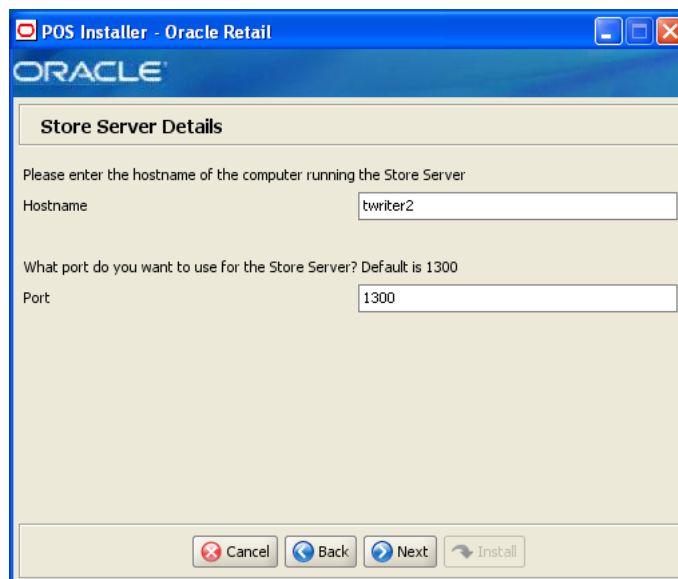 POS Installer - Oracle Retail
ORACLE
Store Server Details
Please enter the hostname of the computer running the Store Server
Hostname twriter2
What port do you want to use for the Store Server? Default is 1300
Port 1300
Cancel Back Next Install